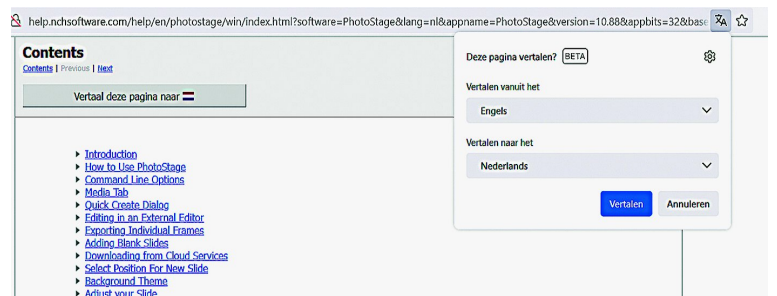 help.nchsoftware.com/help/en/photostage/win/index.html?software=PhotoStage&lang=nl&appname=PhotoStage&version=10.88&appbits=32&base
Contents
Contents | Previous | Next
Vertaal deze pagina naar
Introduction
How to Use PhotoStage
Command Line Options
Media Tab
Quick Create Dialog
Editing in an External Editor
Exporting Individual Frames
Adding Blank Slides
Downloading from Cloud Services
Select Position For New Slide
Background Theme
Adjust your Slide
Deze pagina vertalen? BETA
Vertalen vanuit het
Engels
Vertalen naar het
Nederlands
Vertalen Annuleren